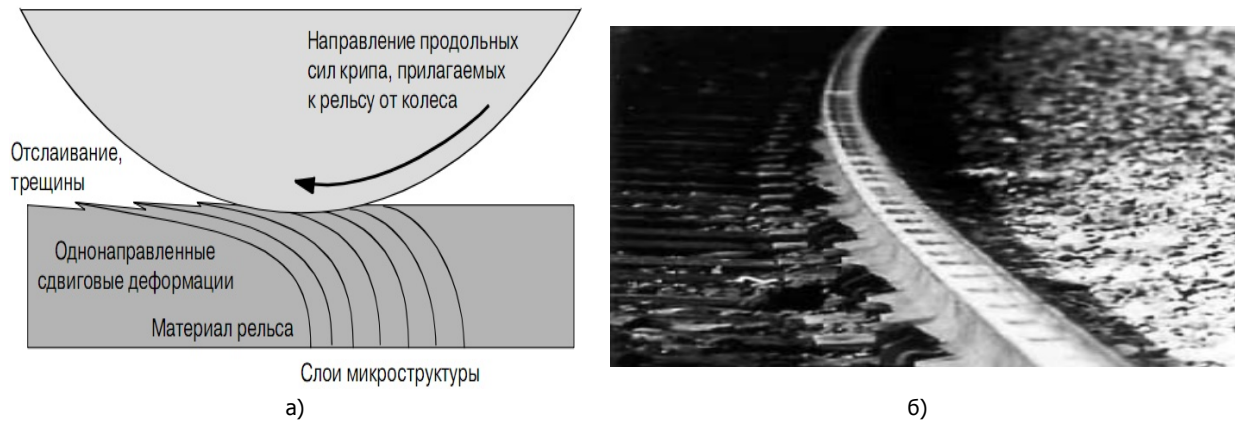 Направление продольных
сил крипа, прилагаемых
к рельсу от колеса
Отслаивание,
трещины
Однонаправленные
сдвиговые деформации
Материал рельса
Слои микроструктуры
а)
б)